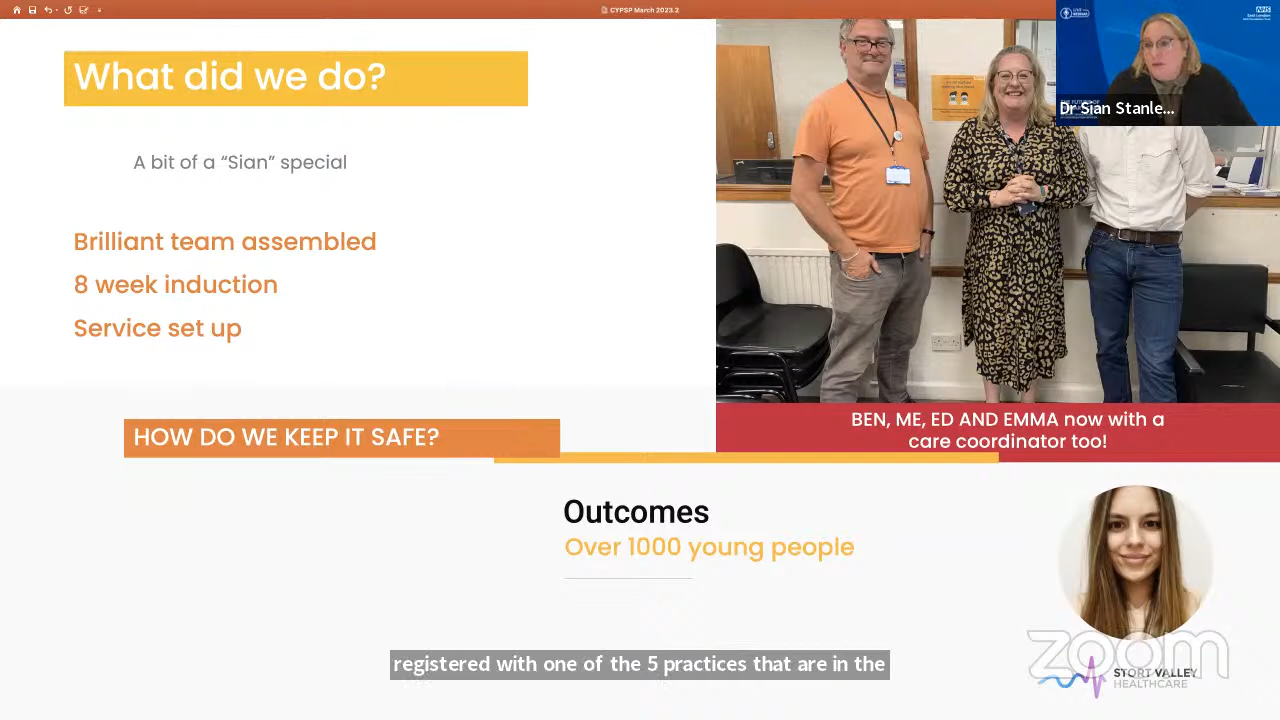 CYPSP March 2023.2
What did we do?
A bit of a “Sian” special
Brilliant team assembled
8 week induction
Service set up
HOW DO WE KEEP IT SAFE?
BEN, ME, ED AND EMMA now with a
care coordinator too!
Outcomes
Over 1000 young people
LIVE
NHS
Dr Sian Stanle...
registered with one of the 5 practices that are in the
zoom
STORT VALLEY
HEALTHCARE